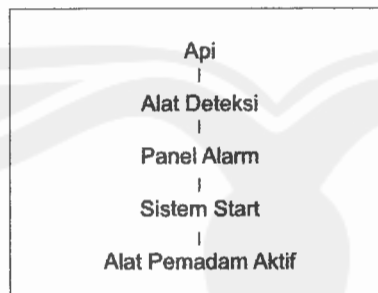 Api
Alat Deteksi
Panel Alarm
Sistem Start
Alat Pemadam Aktif